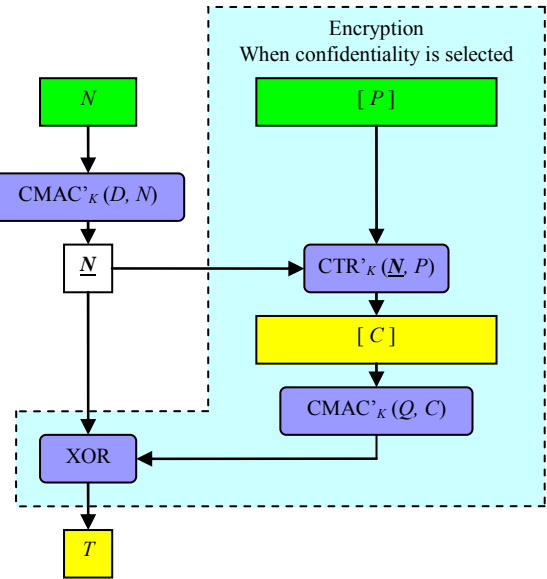 Encryption
When confidentiality is selected
N
[ P ]
CMAC’K (D, N)
N
CTR’K (N, P)
[ C ]
CMAC’K (Q, C)
XOR
T